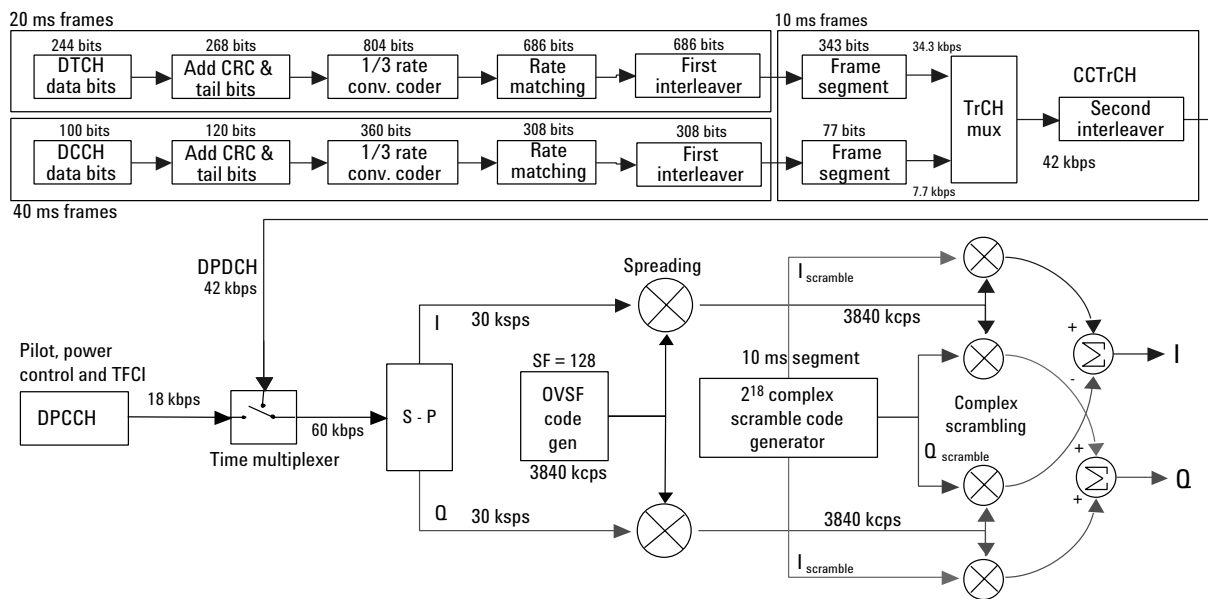 20 ms frames
10 ms frames
244 bits
268 bits
804 bits
686 bits
686 bits
343 bits
34.3 kbps
DTCH
data bits
Add CRC &
tail bits
1/3 rate
conv. coder
Rate
matching
First
interleaver
Frame
segment
CCTrCH
TrCH
mux
Second
interleaver
42 kbps
100 bits
120 bits
360 bits
308 bits
308 bits
77 bits
7.7 kbps
DCCH
data bits
Add CRC &
tail bits
1/3 rate
conv. coder
Rate
matching
First
interleaver
Frame
segment
40 ms frames
DPDCH
42 kbps
Spreading
I scramble
I
30 ksps
3840 kcps
+
Σ
I
-
Pilot, power
control and TFCI
DPCCH
18 kbps
Time multiplexer
60 kbps
S - P
SF = 128
OVSF
code
gen
3840 kcps
10 ms segment
218 complex
scramble code
generator
Complex
scrambling
Q scramble
+
Σ
Q
+
Q
30 ksps
3840 kcps
I scramble